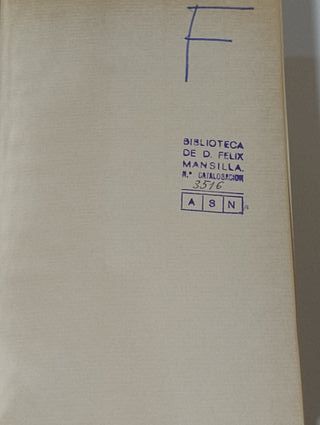 F
BIBLIOTECA
DE D. FELIX
MANSILLA.
N.º CATALOGACION
3516
A S N